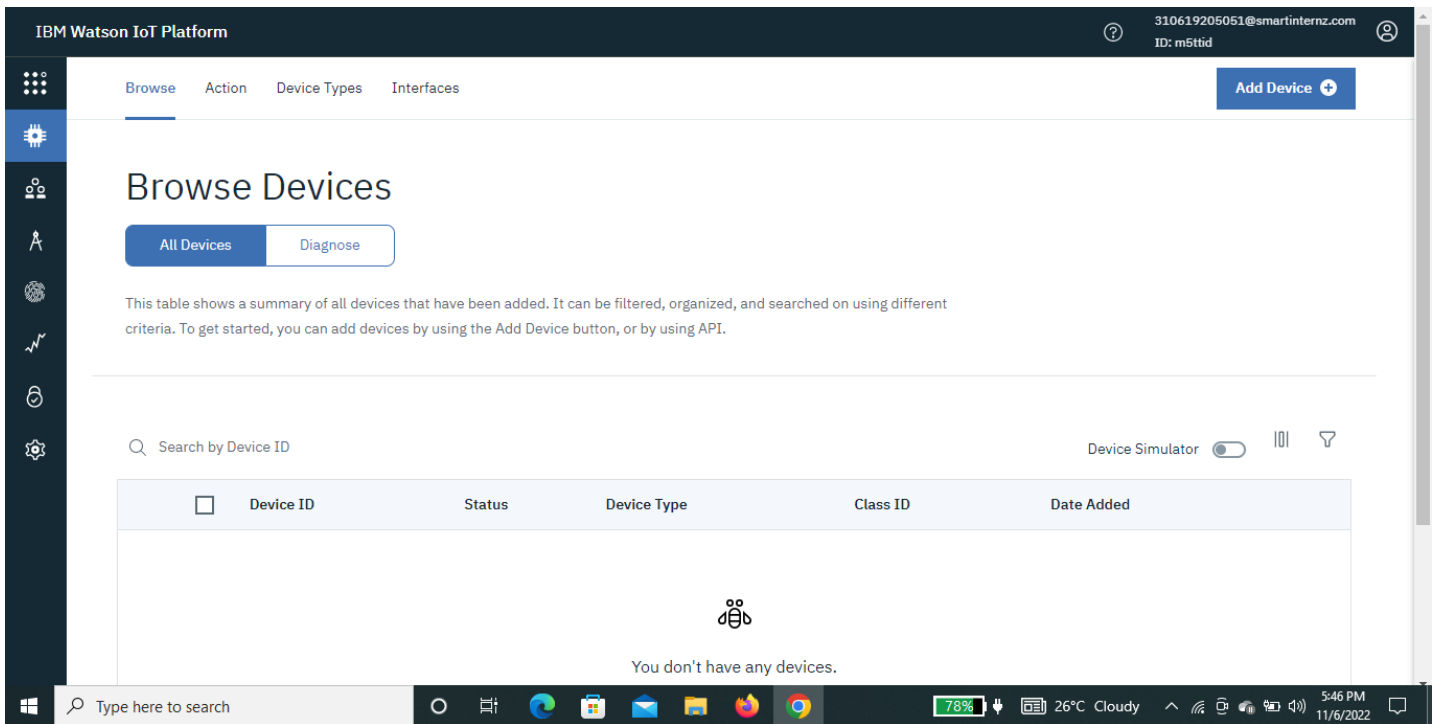 IBM Watson IoT Platform
310619205051@smartinternz.com
ID: m5ttid
Browse Action Device Types Interfaces
Add Device
Browse Devices
All Devices Diagnose
This table shows a summary of all devices that have been added. It can be filtered, organized, and searched on using different
criteria. To get started, you can add devices by using the Add Device button, or by using API.
Search by Device ID
Device Simulator
Device ID Status Device Type Class ID Date Added
You don't have any devices.
Type here to search
78%
26°C Cloudy
5:46 PM
11/6/2022